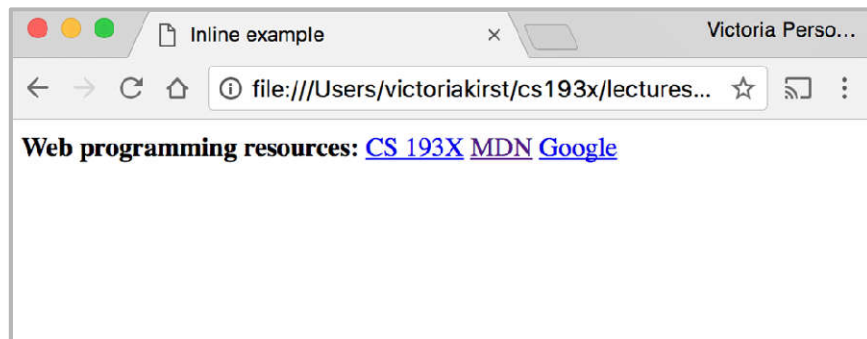 Inline example
Victoria Perso...
file:///Users/victoriakirst/cs193x/lectures...
Web programming resources: CS 193X MDN Google